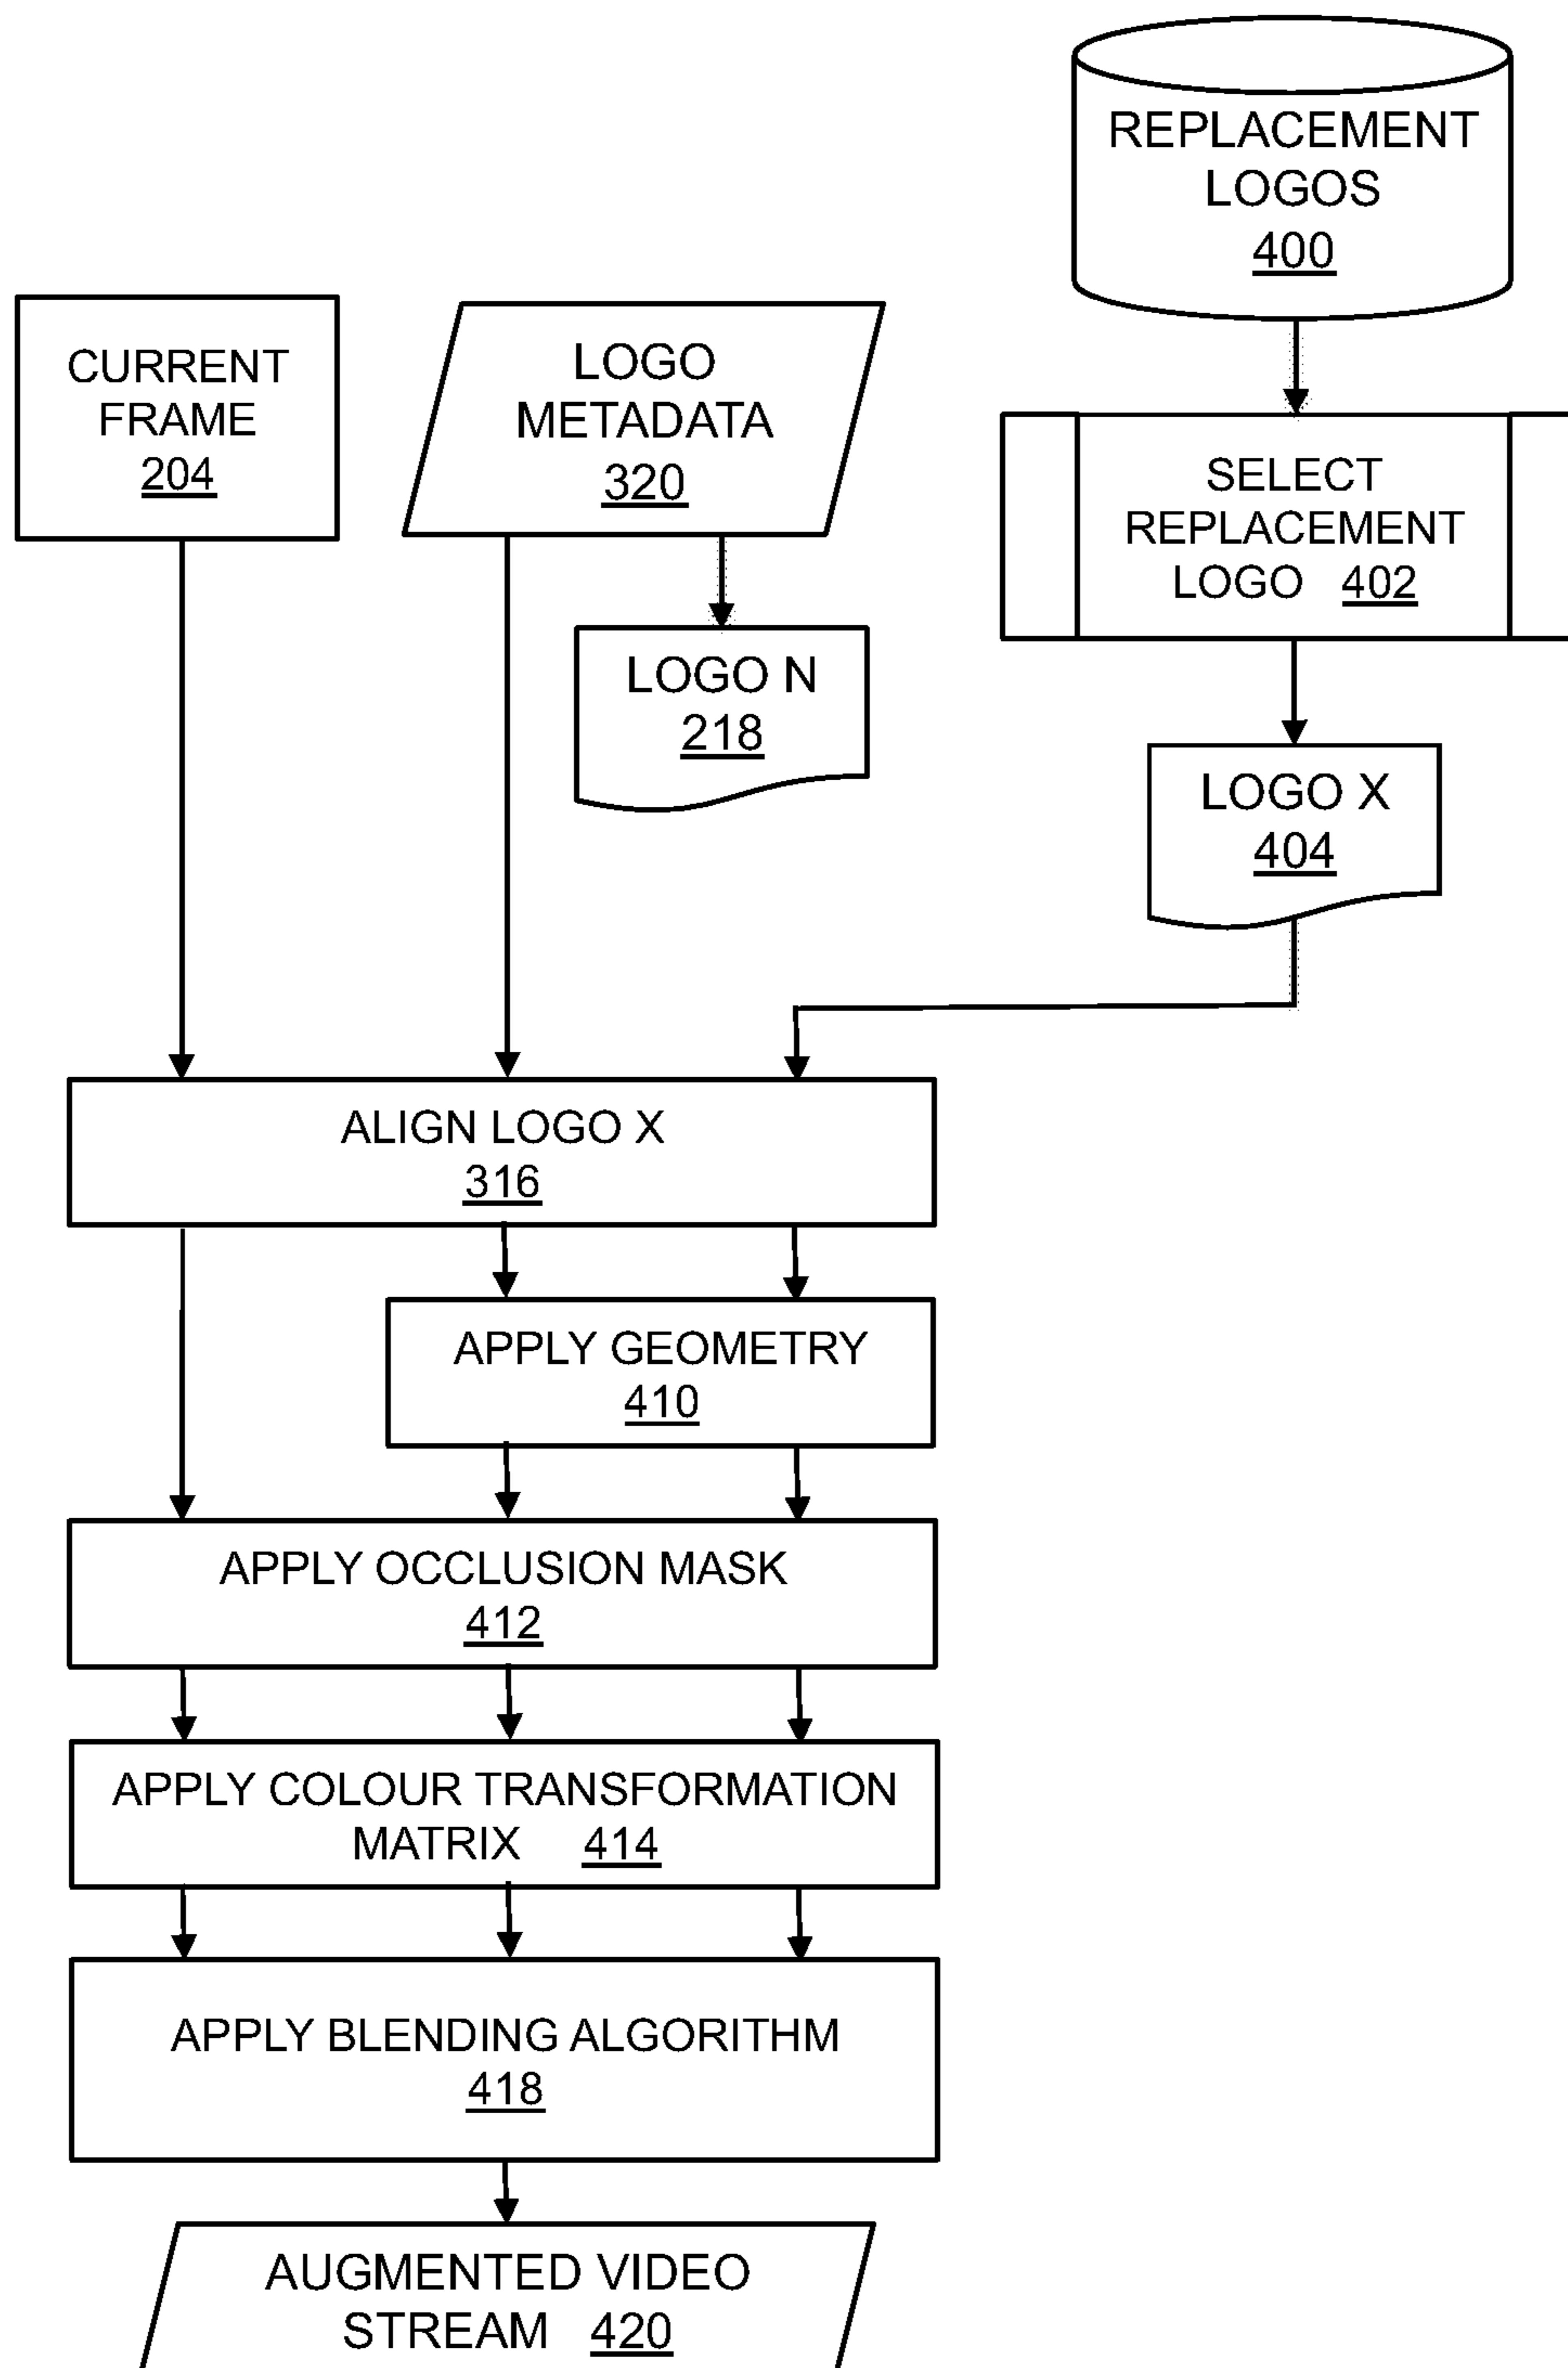 REPLACEMENT
LOGOS
400
CURRENT
FRAME
204
LOGO
METADATA
320
SELECT
REPLACEMENT
LOGO 402
LOGO N
218
LOGO X
404
ALIGN LOGO X
316
APPLY GEOMETRY
410
APPLY OCCLUSION MASK
412
APPLY COLOUR TRANSFORMATION
MATRIX 414
APPLY BLENDING ALGORITHM
418
AUGMENTED VIDEO
STREAM 420